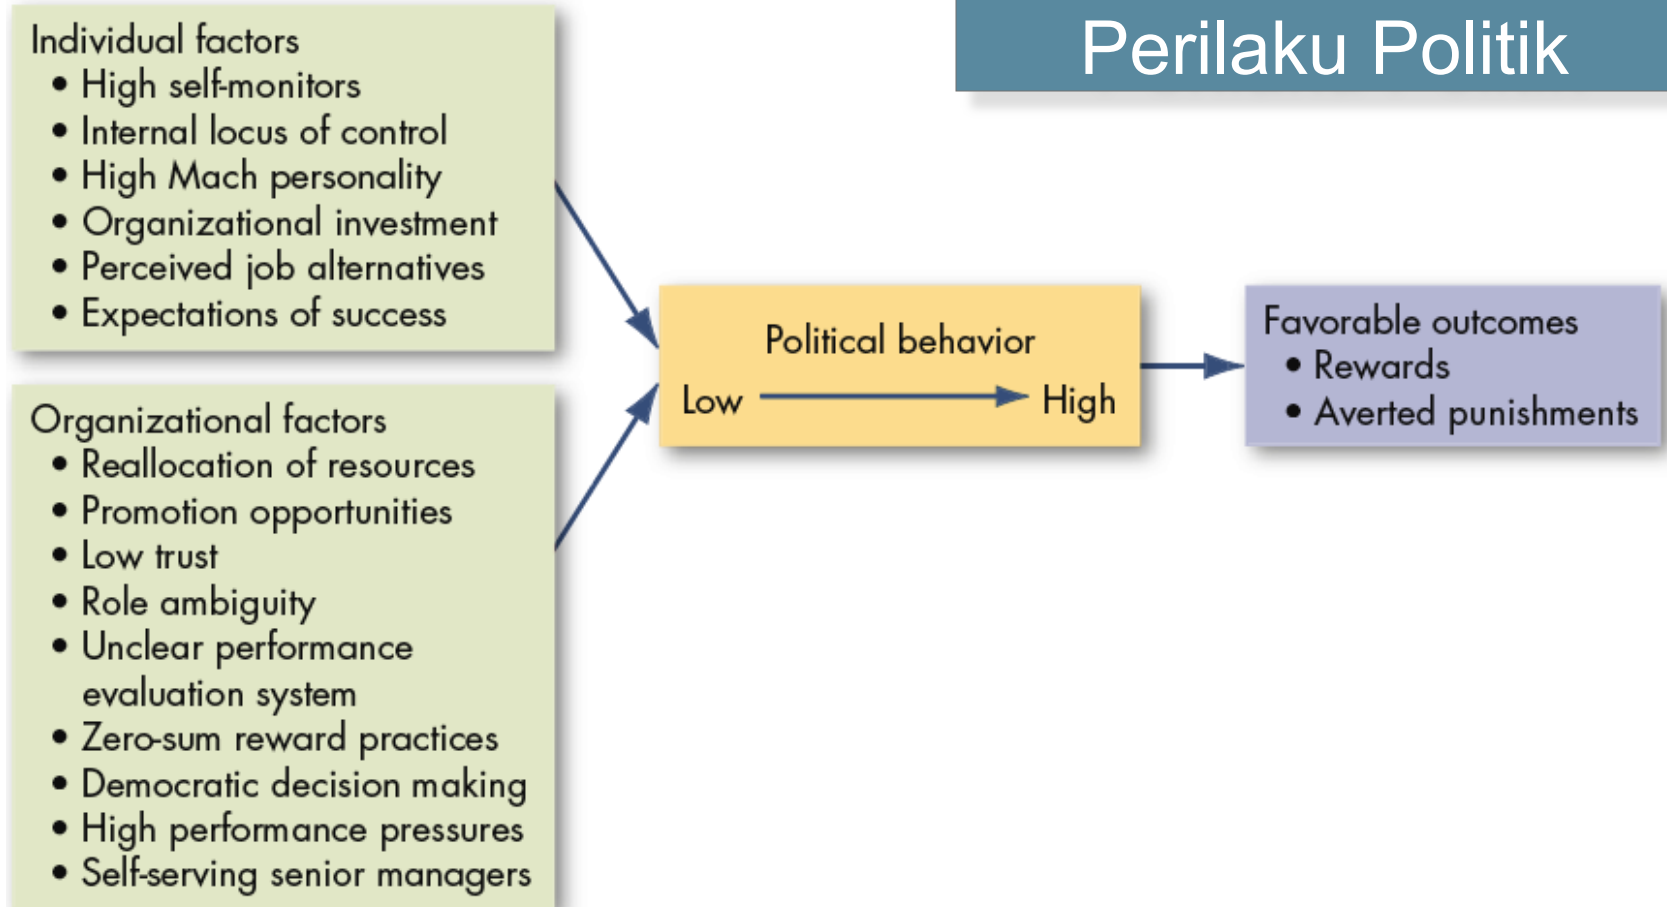 Perilaku Politik
Individual factors
• High self-monitors
• Internal locus of control
• High Mach personality
• Organizational investment
• Perceived job alternatives
• Expectations of success
Organizational factors
• Reallocation of resources
• Promotion opportunities
• Low trust
• Role ambiguity
• Unclear performance
evaluation system
• Zero-sum reward practices
• Democratic decision making
• High performance pressures
• Self-serving senior managers
Political behavior
Low High
Favorable outcomes
• Rewards
• Averted punishments